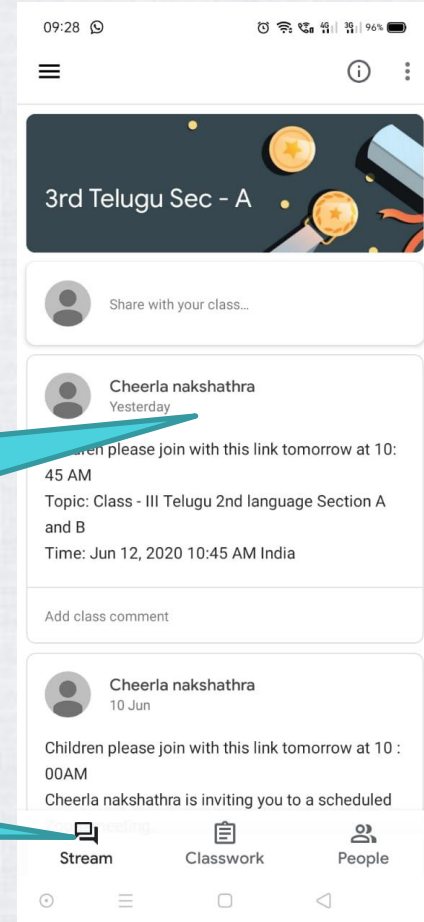 09:28 4G 3G 96%
3rd Telugu Sec - A
Share with your class...
Cheerla nakshathra
Yesterday
please join with this link tomorrow at 10:
45 AM
Topic: Class - III Telugu 2nd language Section A
and B
Time: Jun 12, 2020 10:45 AM India
Add class comment
Cheerla nakshathra
10 Jun
Children please join with this link tomorrow at 10 :
00AM
Cheerla nakshathra is inviting you to a scheduled
Stream Classwork People